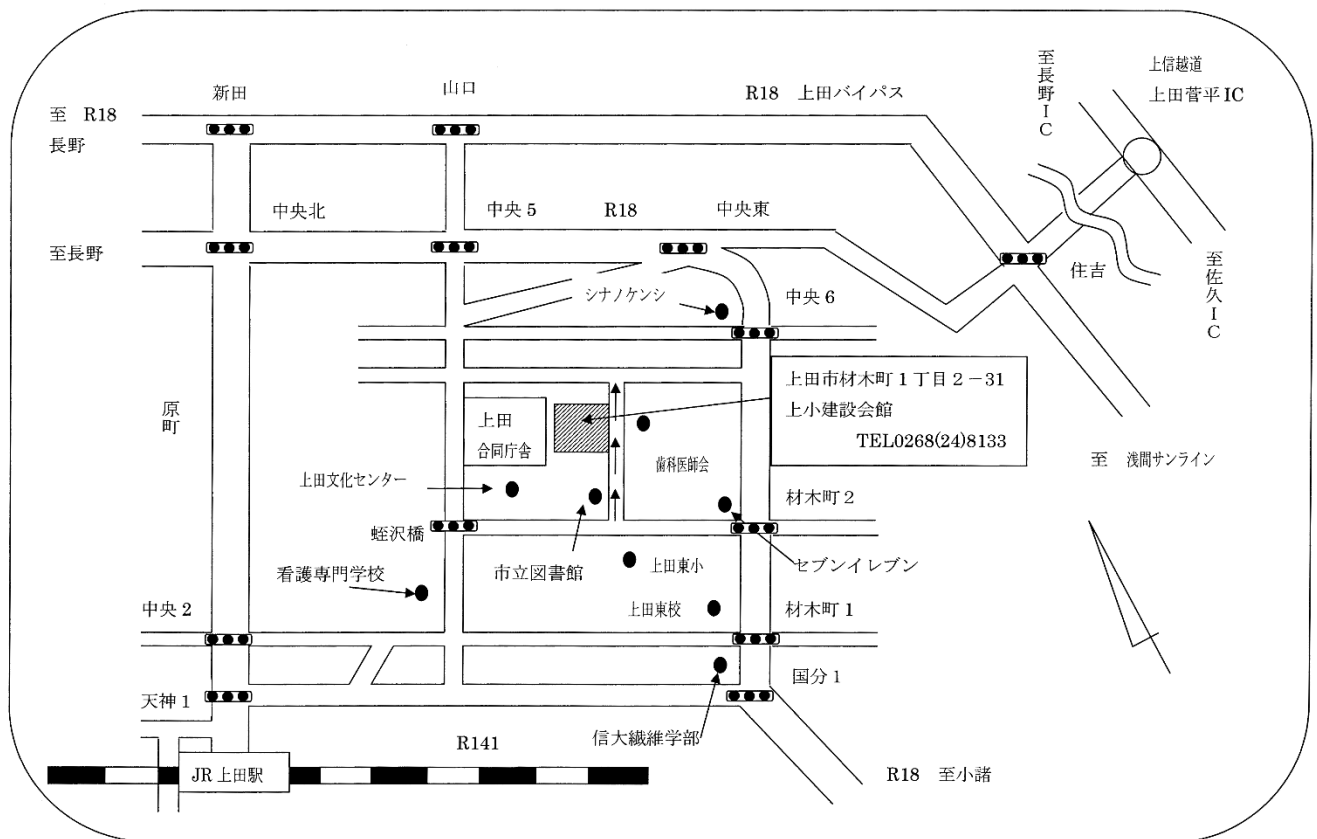 上信越道
上田菅平IC
至長野IC
新田
山口
R18 上田バイパス
至 R18
長野
中央北
中央5
R18
中央東
至長野
住吉
至佐久IC
シナノケンシ
中央6
原町
上田
合同庁舎
上田市材木町1丁目2-31
上小建設会館
TEL0268(24)8133
歯科医師会
至 浅間サンライン
上田文化センター
材木町2
蛭沢橋
市立図書館
上田東小
セブンイレブン
看護専門学校
上田東校
材木町1
中央2
国分1
天神1
信大繊維学部
R141
JR上田駅
R18 至小諸